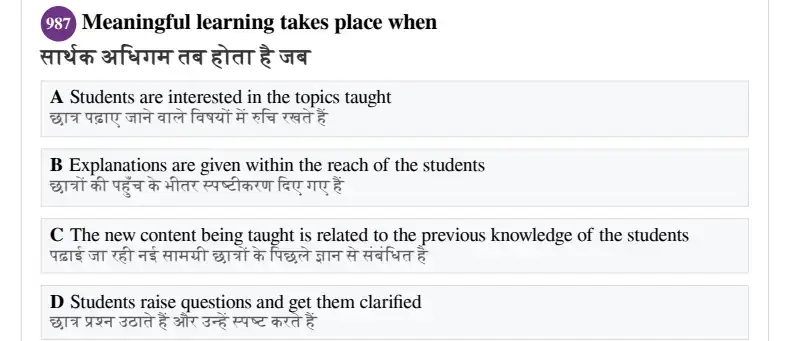 987 Meaningful learning takes place when
सार्थक अधिगम तब होता है जब
A Students are interested in the topics taught
छात्र पढ़ाए जाने वाले विषयों में रुचि रखते हैं
B Explanations are given within the reach of the students
छात्रों की पहुँच के भीतर स्पष्टीकरण दिए गए हैं
C The new content being taught is related to the previous knowledge of the students
पढाई जा रही नई सामग्री छात्रों के पिछले ज्ञान से संबंधित है
D Students raise questions and get them clarified
छात्र प्रश्न उठाते हैं और उन्हें स्पष्ट करते हैं